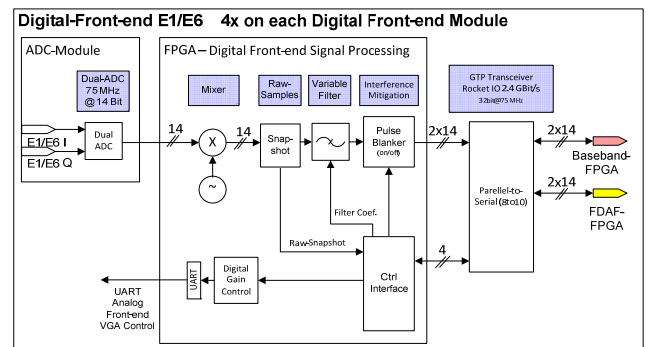 Digital-Front-end E1/E6 4x on each Digital Front-end Module
ADC-Module
FPGA – Digital Front-end Signal Processing
Dual-ADC
75 MHz
@ 14 Bit
Mixer
Raw-
Samples
Variable
Filter
Interference
Mitigation
GTP Transceiver
Rocket IO 2.4 GBit/s
32bit@75 MHz
E1/E6 I
E1/E6 Q
Dual
ADC
14
X
~
14
Snap-
shot
Pulse
Blanker
(on/off)
2x14
Parellel-to-
Serial (8to10)
2x14
Baseband-
FPGA
2x14
FDAF-
FPGA
Filter Coef.
Raw-Snapshot
4
Ctrl
Interface
Digital
Gain
Control
UART
UART
Analog
Front-end
VGA Control